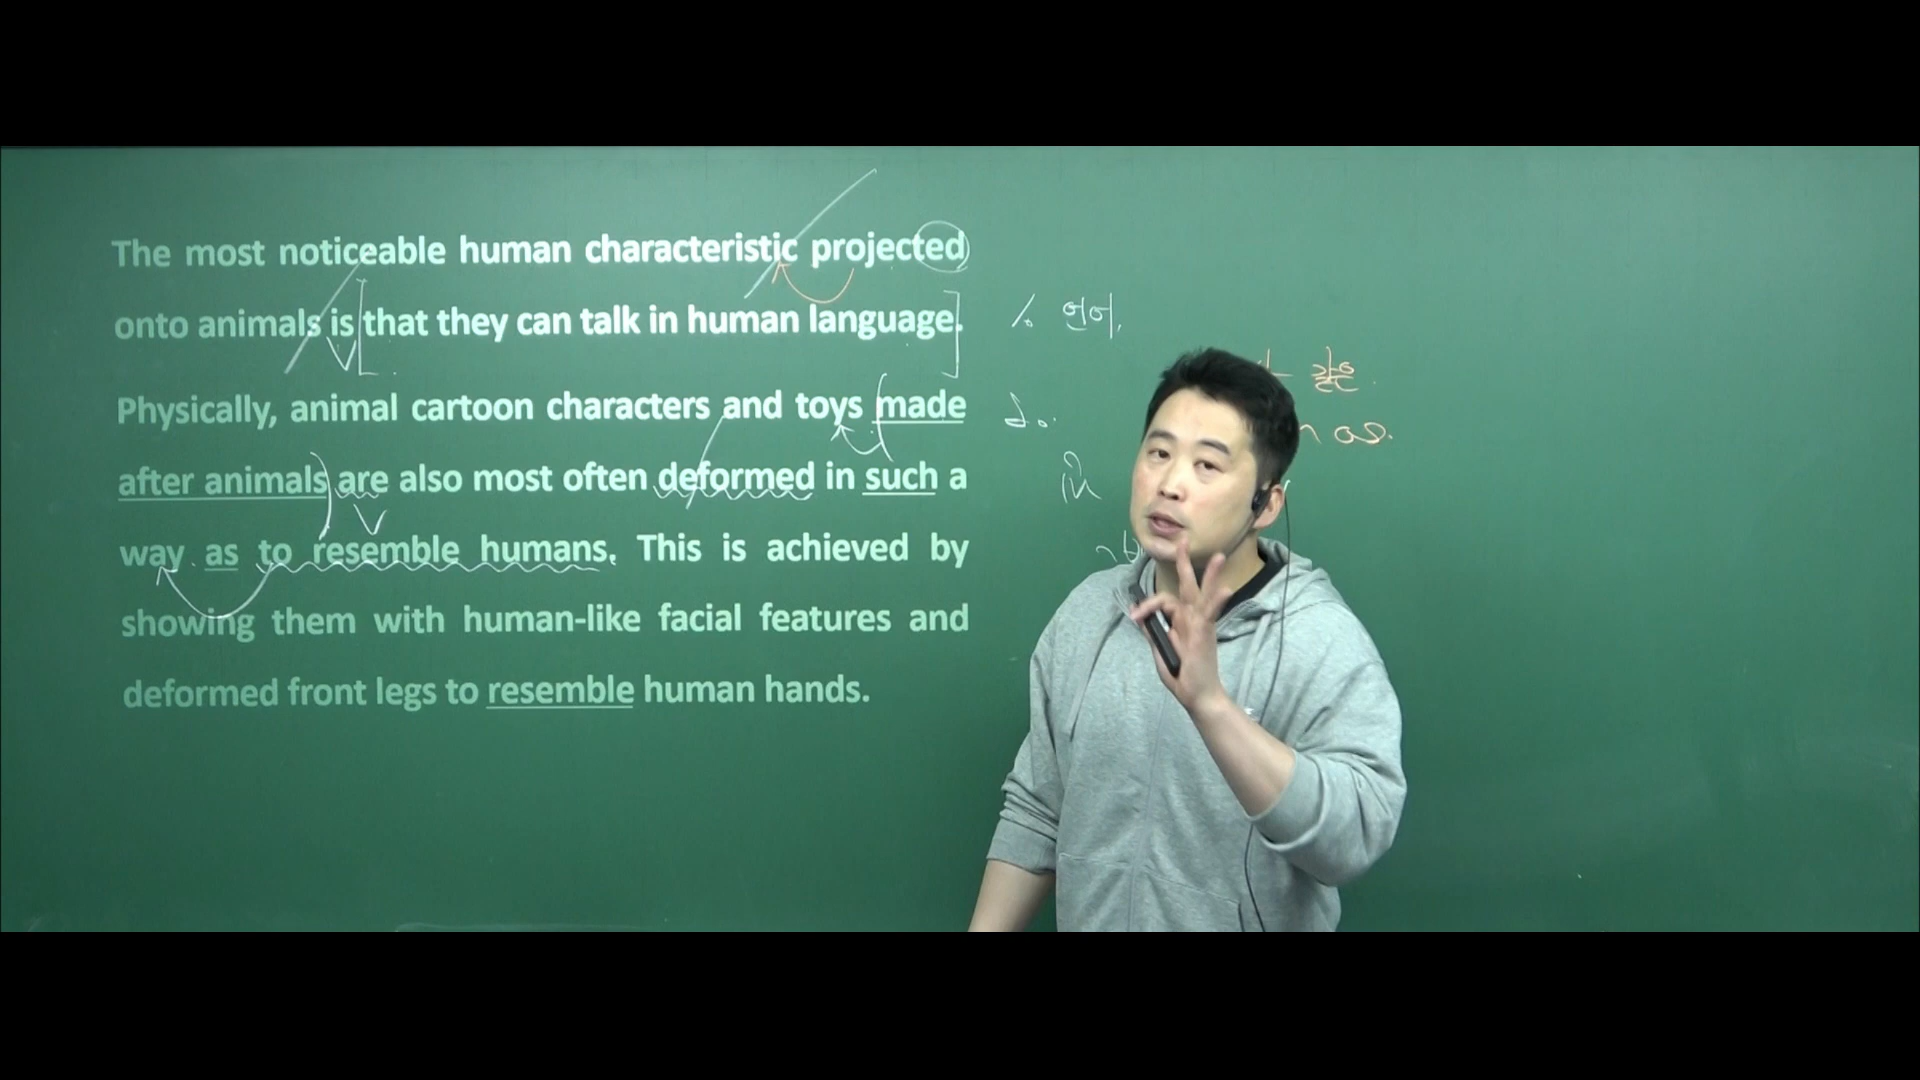 The most noticeable human characteristic projected
onto animals is that they can talk in human language.
Physically, animal cartoon characters and toys made
after animals are also most often deformed in such a
way as to resemble humans. This is achieved by
showing them with human-like facial features and
deformed front legs to resemble human hands.
언어.
as.